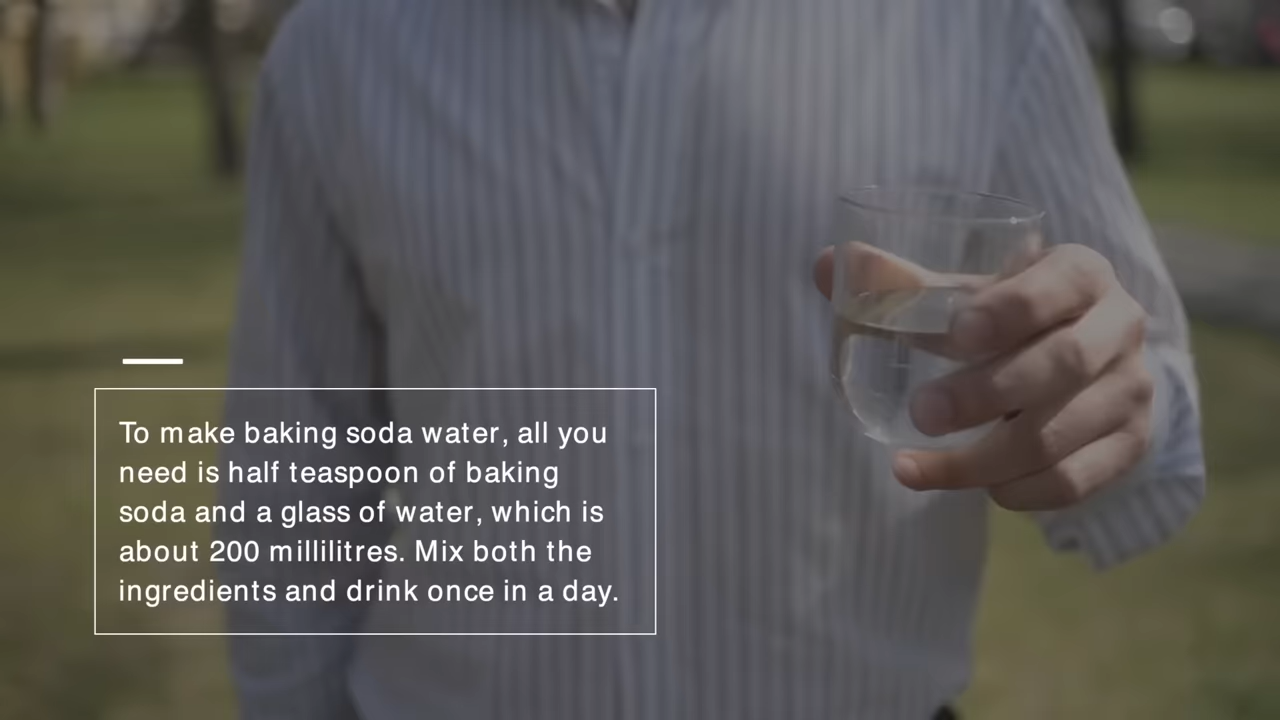 To make baking soda water, all you
need is half teaspoon of baking
soda and a glass of water, which is
about 200 millilitres. Mix both the
ingredients and drink once in a day.